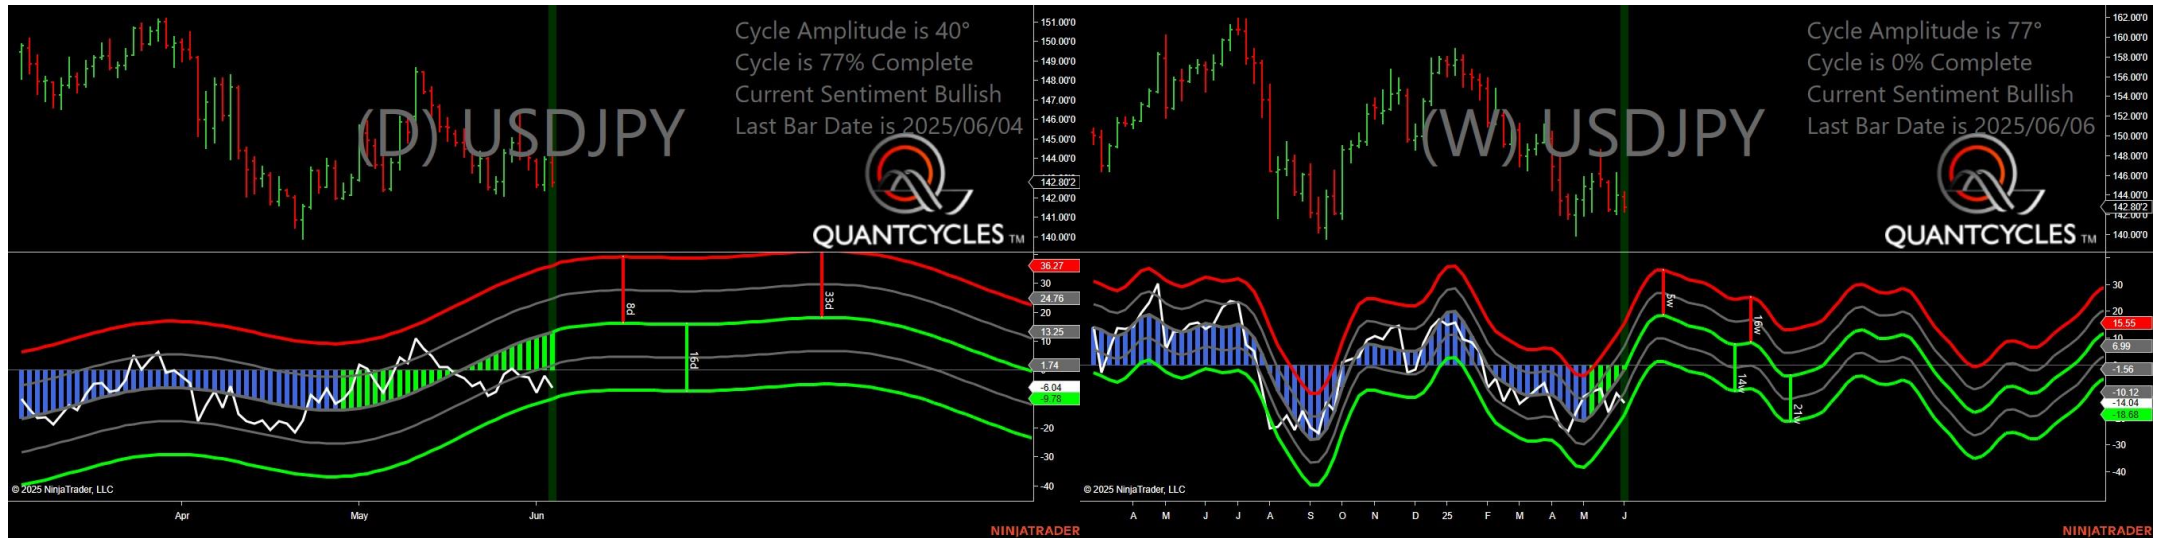 Cycle Amplitude is 40°
Cycle is 77% Complete
Current Sentiment Bullish
Last Bar Date is 2025/06/04
(D) USDJPY
QUANTCYCLES TM
151.00'0
150.00'0
149.00'0
148.00'0
147.00'0
146.00'0
145.00'0
144.00'0
142.80'2
142.00'0
141.00'0
140.00'0
8d
33d
16d
36.27
30
24.76
20
13.25
10
1.74
-6.04
-9.78
-20
-30
-40
© 2025 NinjaTrader, LLC
Apr
May
Jun
NINJATRADER
Cycle Amplitude is 77°
Cycle is 0% Complete
Current Sentiment Bullish
Last Bar Date is 2025/06/06
(W) USDJPY
QUANTCYCLES TM
162.00'0
160.00'0
158.00'0
156.00'0
154.00'0
152.00'0
150.00'0
148.00'0
146.00'0
144.00'0
142.80'2
142.00'0
140.00'0
5w
16w
14w
21w
30
20
15.55
10
6.99
-1.56
-10.12
-14.04
-18.68
-30
-40
© 2025 NinjaTrader, LLC
A M J J A S O N D 25 F M A M J
NINJATRADER